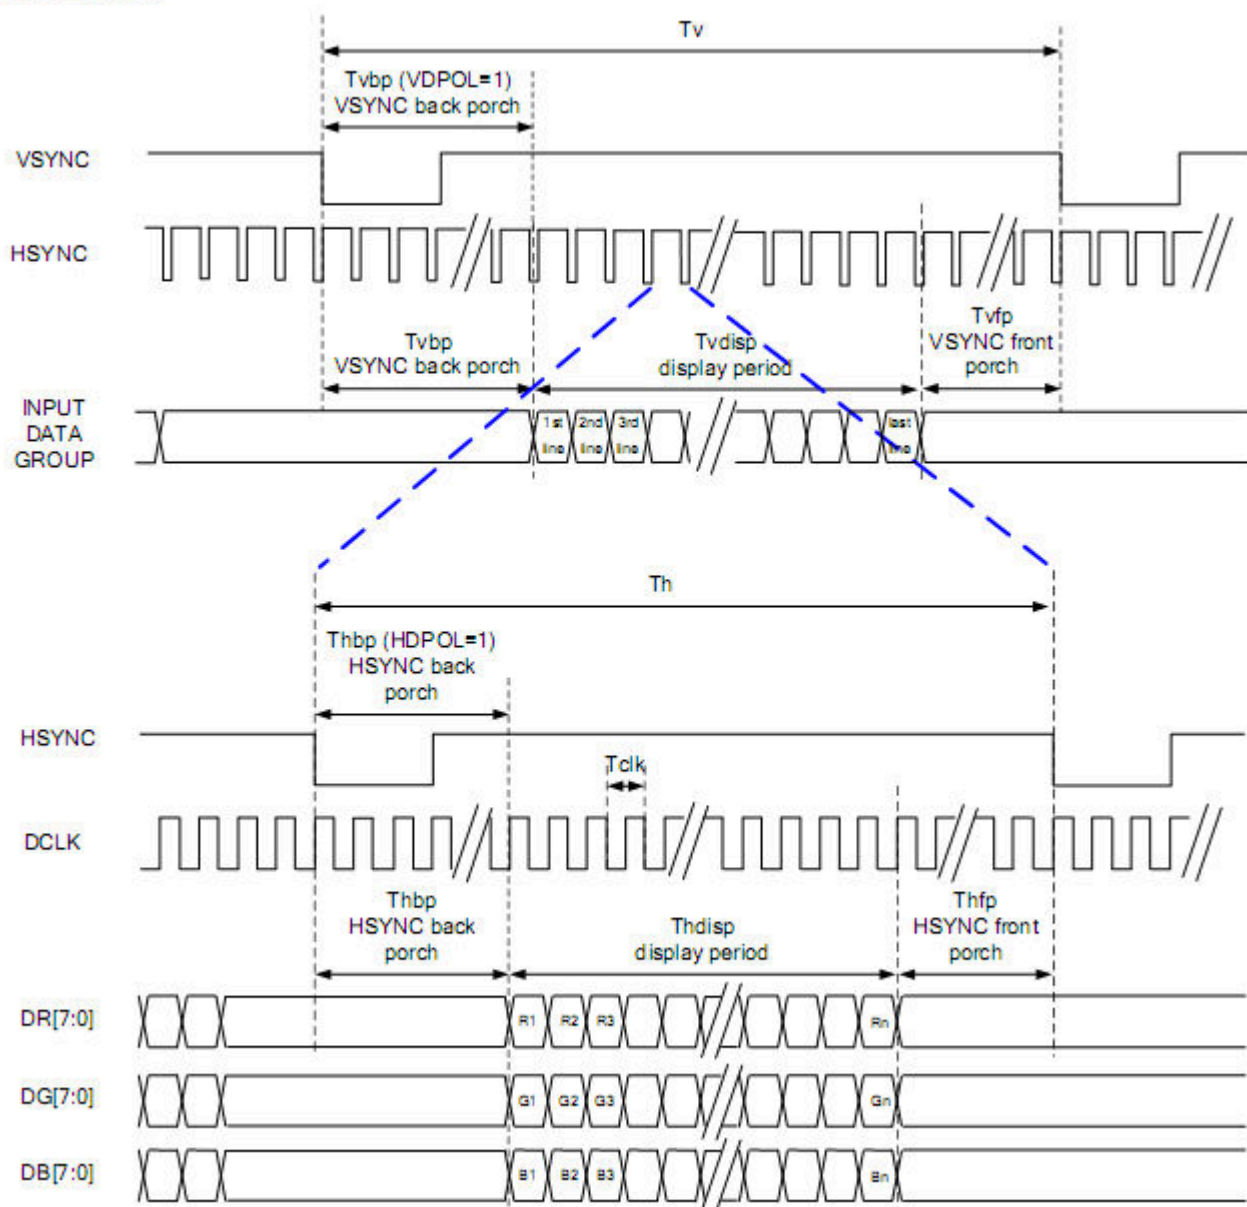 Tv
Tvbp (VDPOL=1)
VSYNC back porch
VSYNC
HSYNC
Tvbp
VSYNC back porch
Tvdisp
display period
Tvfp
VSYNC front
porch
INPUT
DATA
GROUP
1st
line
2nd
line
3rd
line
last
line
Th
Thbp (HDPOL=1)
HSYNC back
porch
HSYNC
Tclk
DCLK
Thbp
HSYNC back
porch
Thdisp
display period
Thfp
HSYNC front
porch
DR[7:0]
R1 R2 R3 Rn
DG[7:0]
G1 G2 G3 Gn
DB[7:0]
B1 B2 B3 Bn